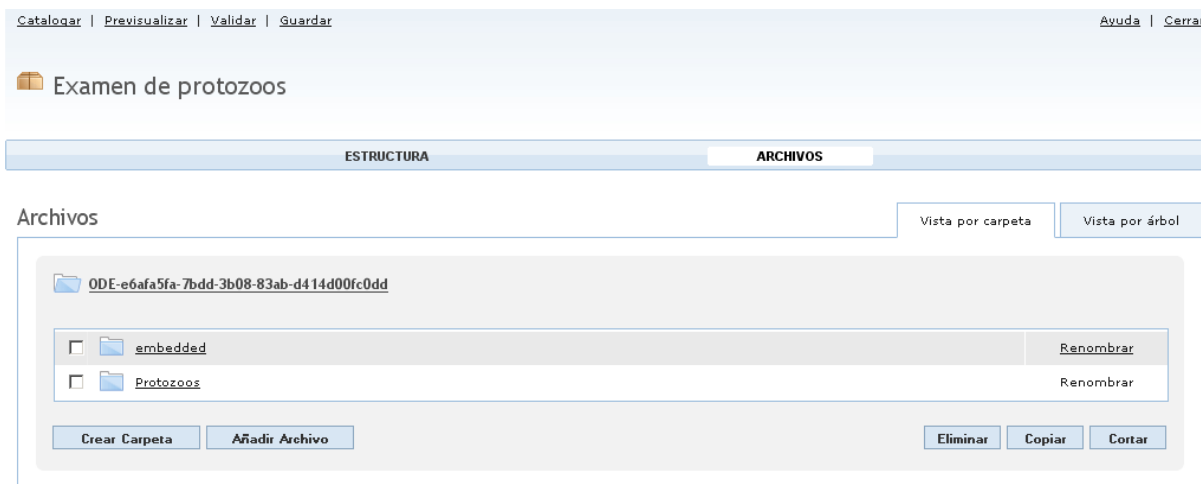 Catalogar | Previsualizar | Validar | Guardar Ayuda | Cerrar
Examen de protozoos
ESTRUCTURA ARCHIVOS
Archivos Vista por carpeta Vista por árbol
ODE-e6afa5fa-7bdd-3b08-83ab-d414d00fc0dd
embedded Renombrar
Protozoos Renombrar
Crear Carpeta Añadir Archivo Eliminar Copiar Cortar